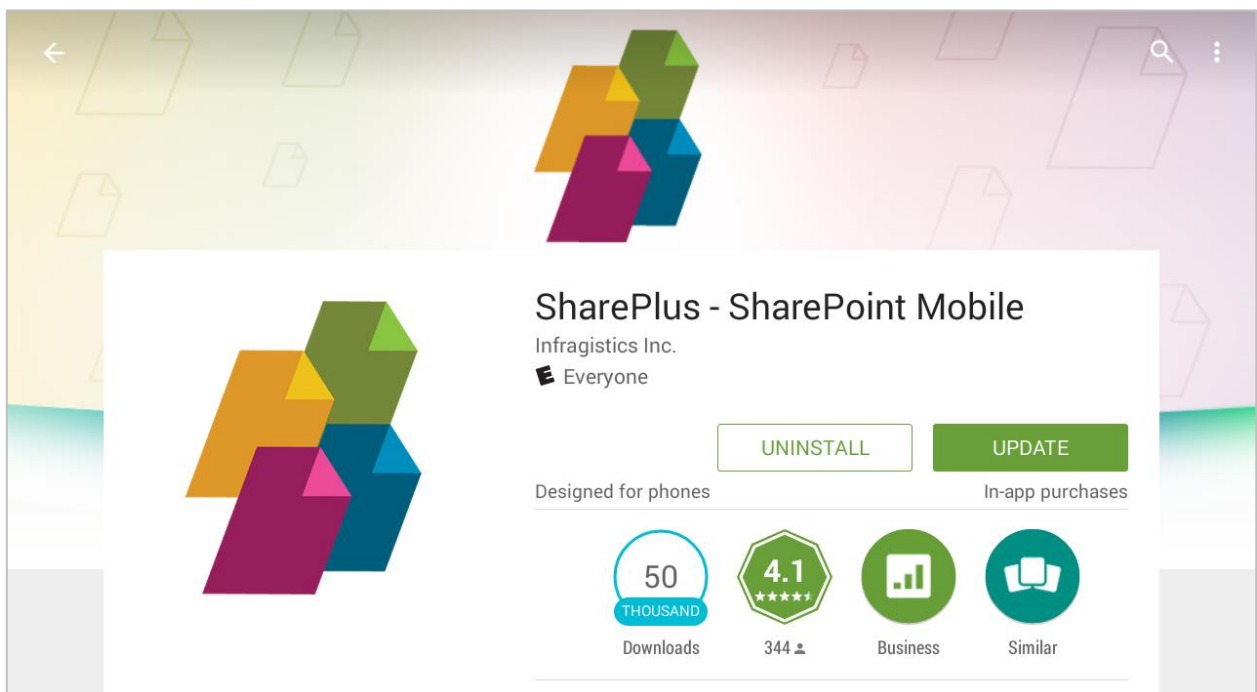 SharePlus - SharePoint Mobile
Infragistics Inc.
E Everyone
UNINSTALL UPDATE
Designed for phones In-app purchases
50
THOUSAND
Downloads
4.1
344
Business
Similar